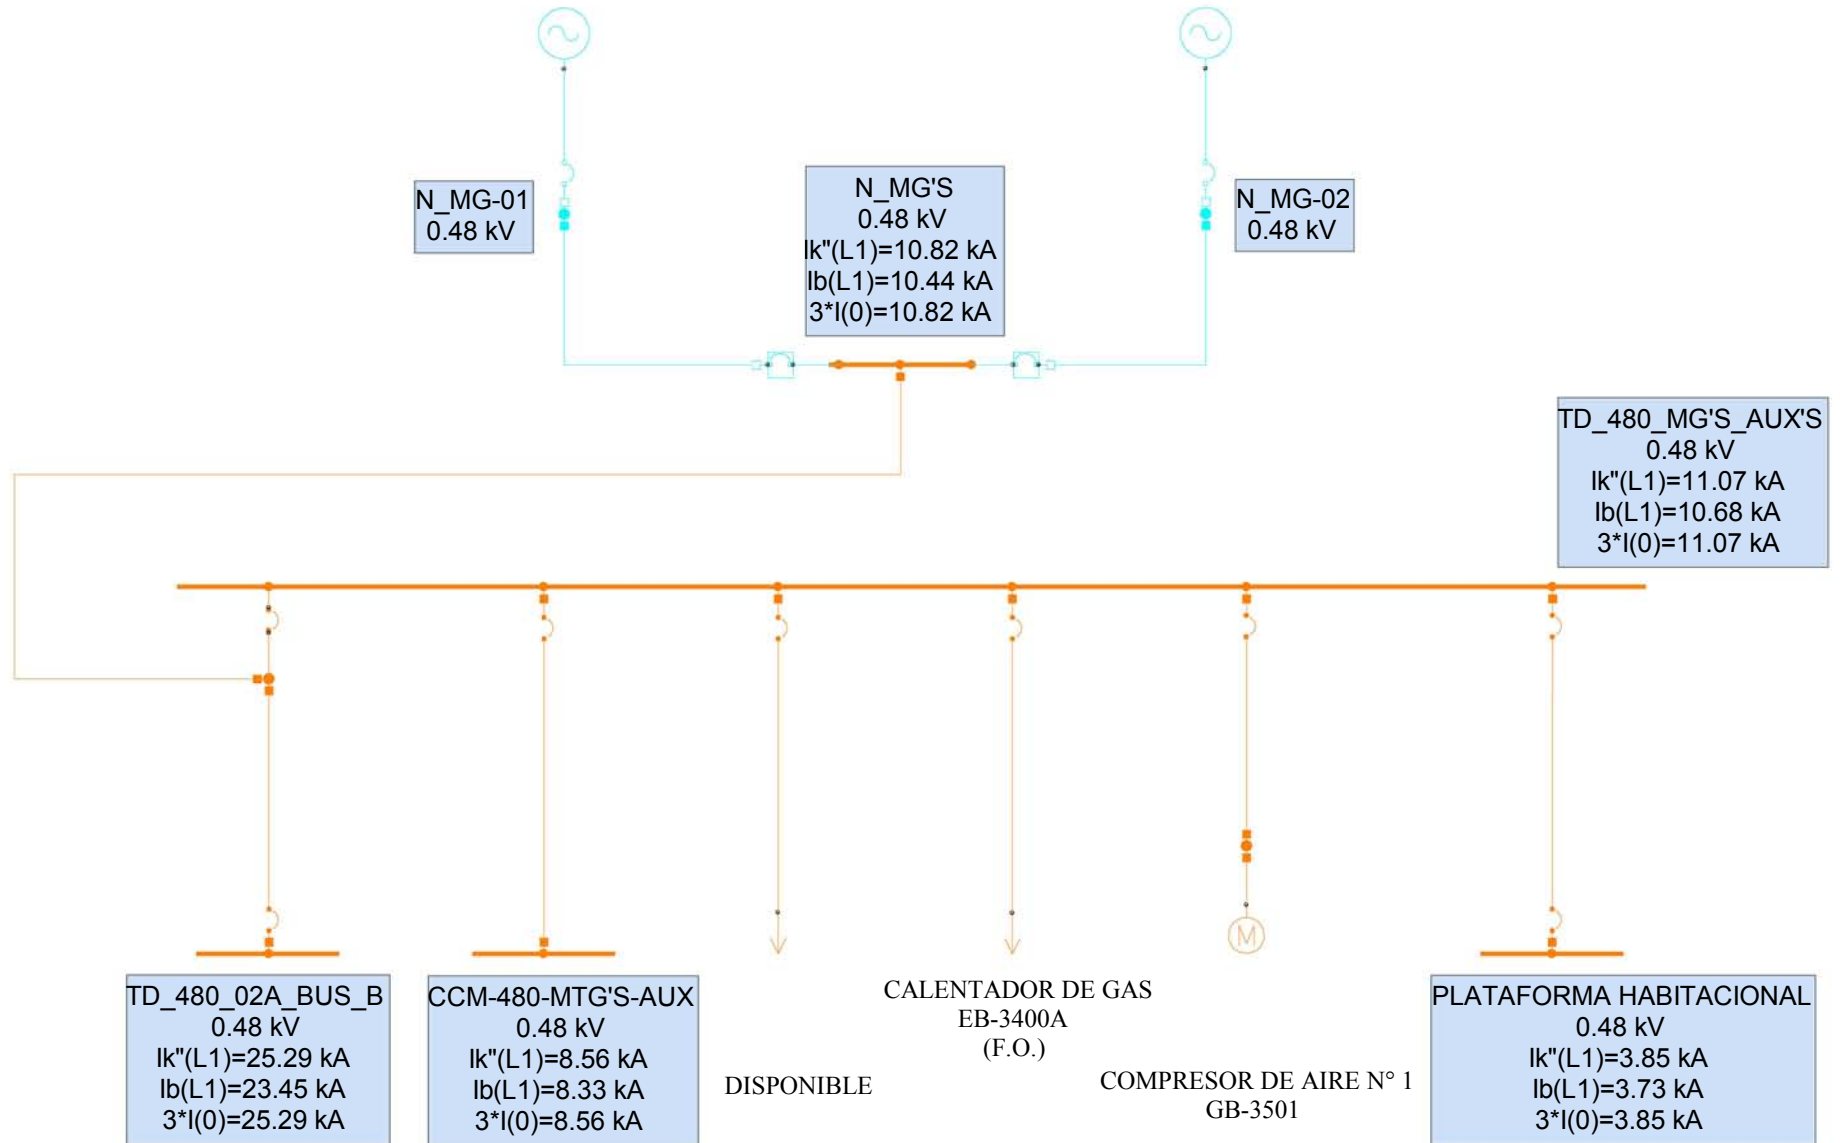 N_MG-01
0.48 kV
N_MG'S
0.48 kV
Ik"(L1)=10.82 kA
Ib(L1)=10.44 kA
3*I(0)=10.82 kA
N_MG-02
0.48 kV
TD_480_MG'S_AUX'S
0.48 kV
Ik"(L1)=11.07 kA
Ib(L1)=10.68 kA
3*I(0)=11.07 kA
M
TD_480_02A_BUS_B
0.48 kV
Ik"(L1)=25.29 kA
Ib(L1)=23.45 kA
3*I(0)=25.29 kA
CCM-480-MTG'S-AUX
0.48 kV
Ik"(L1)=8.56 kA
Ib(L1)=8.33 kA
3*I(0)=8.56 kA
DISPONIBLE
CALENTADOR DE GAS
EB-3400A
(F.O.)
COMPRESOR DE AIRE N° 1
GB-3501
PLATAFORMA HABITACIONAL
0.48 kV
Ik"(L1)=3.85 kA
Ib(L1)=3.73 kA
3*I(0)=3.85 kA